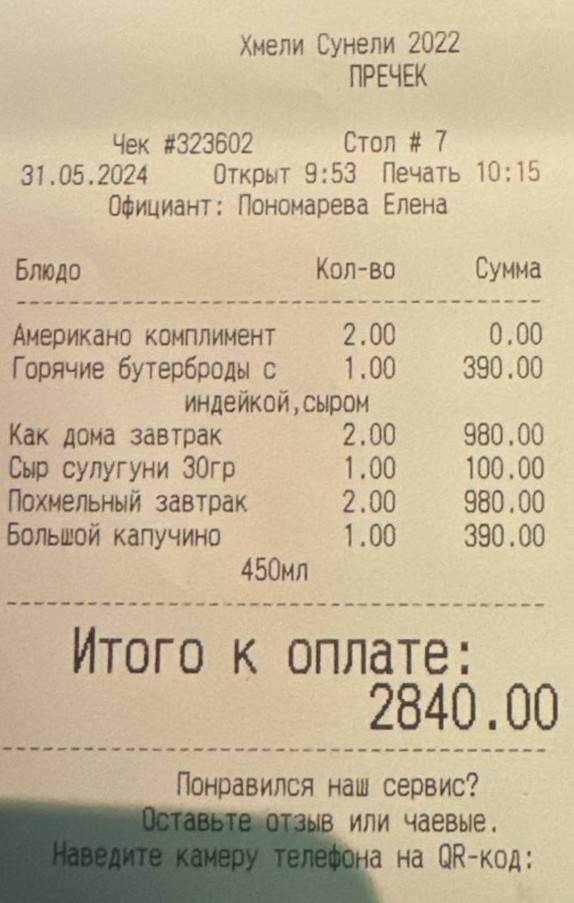 Хмели Сунели 2022
ПРЕЧЕК
Чек #323602 Стол # 7
31.05.2024 Открыт 9:53 Печать 10:15
Официант: Пономарева Елена
Блюдо Кол-во Сумма
Американо комплимент 2.00 0.00
Горячие бутерброды с 1.00 390.00
индейкой,сыром
Как дома завтрак 2.00 980.00
Сыр сулугуни 30гр 1.00 100.00
Похмельный завтрак 2.00 980.00
Большой капучино 1.00 390.00
450мл
Итого к оплате:
2840.00
Понравился наш сервис?
Оставьте отзыв или чаевые.
Наведите камеру телефона на QR-код: